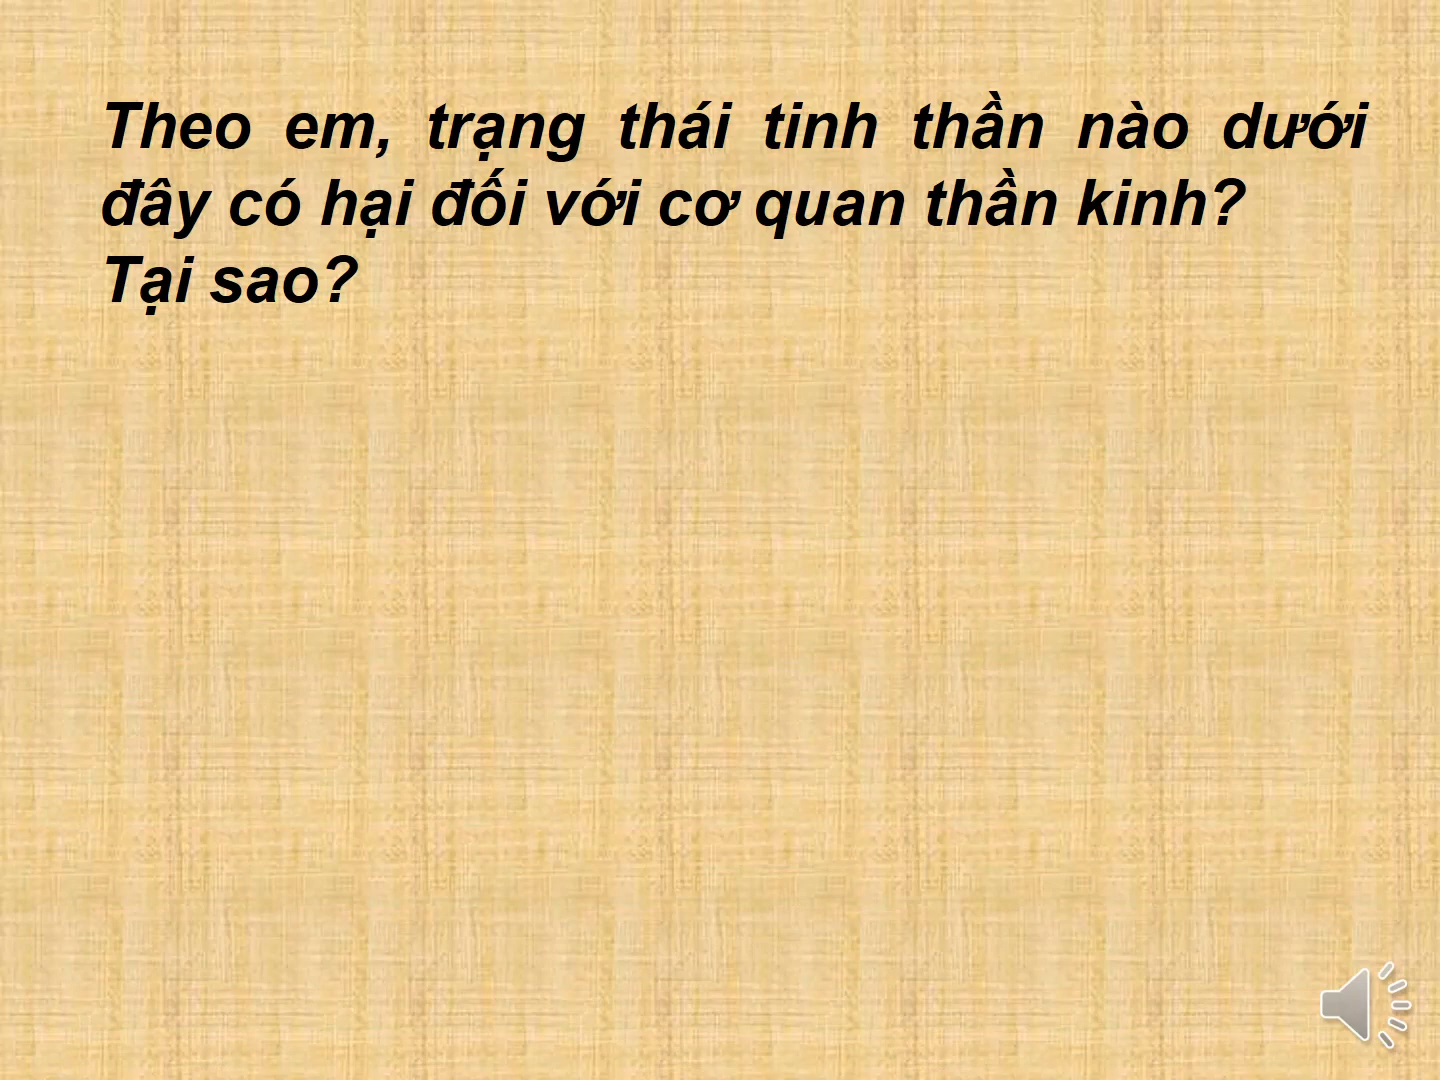 Theo em, trạng thái tinh thần nào dưới
đây có hại đối với cơ quan thần kinh?
Tại sao?